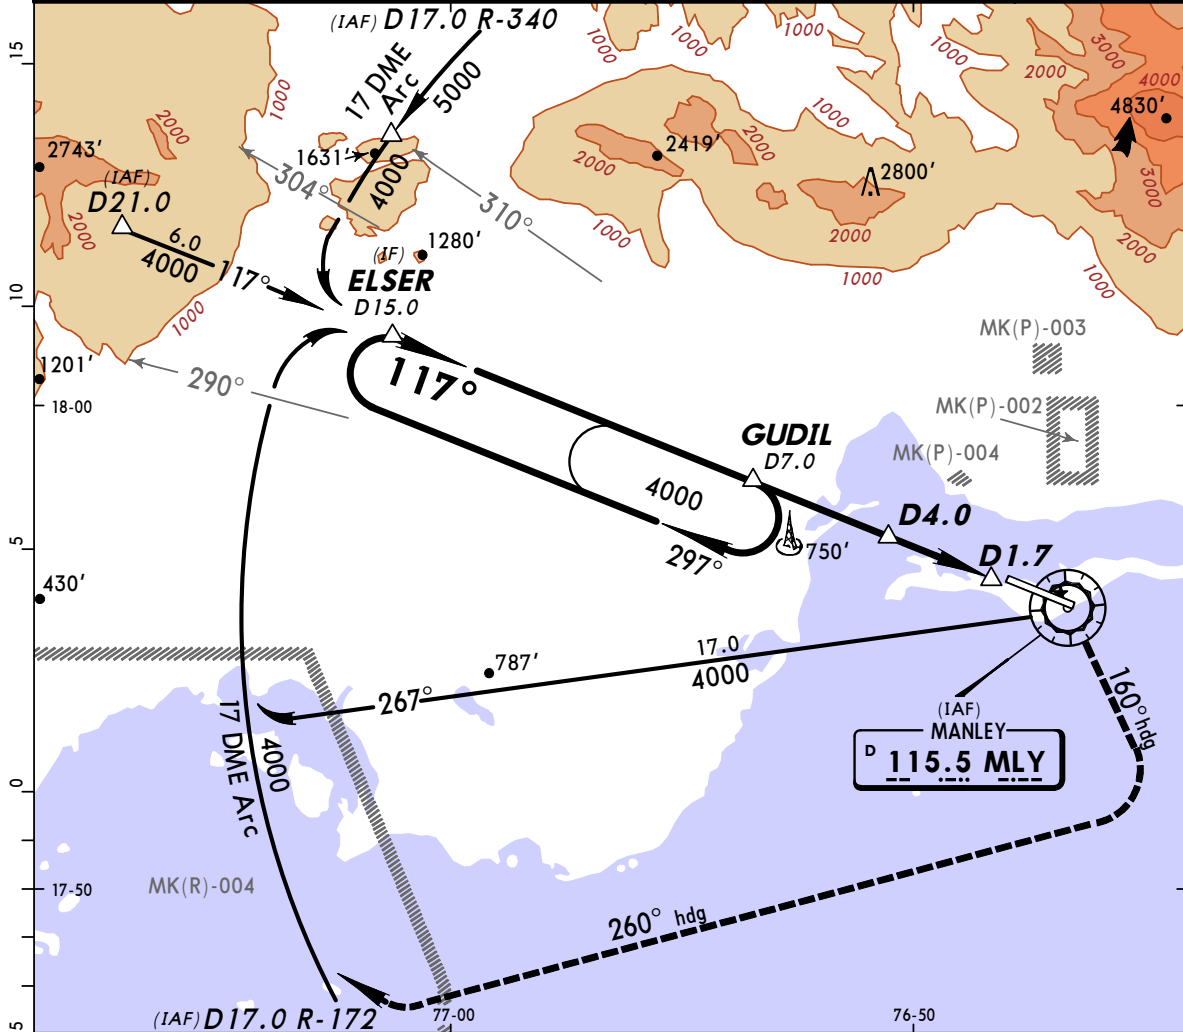 (IAF) D17.0 R-340
17 DME
Arc
5000
4000
1000
1000
1000
1000
1000
2000
3000
4000
4830'
15
2743'
2000
2000
(IAF)
D21.0
6.0
4000
117°
1000
1631'
304°
310°
2000
2419'
2000
1000
2800'
2000
1000
1000
3000
2000
1000
(IF)
1280'
ELSER
D15.0
10
1201'
290°
18-00
117°
MK(P)-003
MK(P)-002
MK(P)-004
GUDIL
D7.0
4000
D4.0
297°
750'
D1.7
5
430'
787'
17.0
4000
267°
160° hdg
(IAF)
MANLEY
D 115.5 MLY
17 DME Arc
4000
0
MK(R)-004
17-50
260° hdg
(IAF) D17.0 R-172
77-00
76-50
5